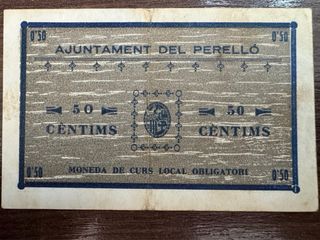 0'50 0'50
AJUNTAMENT DEL PERELLÓ
50 50
CÈNTIMS CÈNTIMS
MONEDA DE CURS LOCAL OBLIGATORI
0'50 0'50